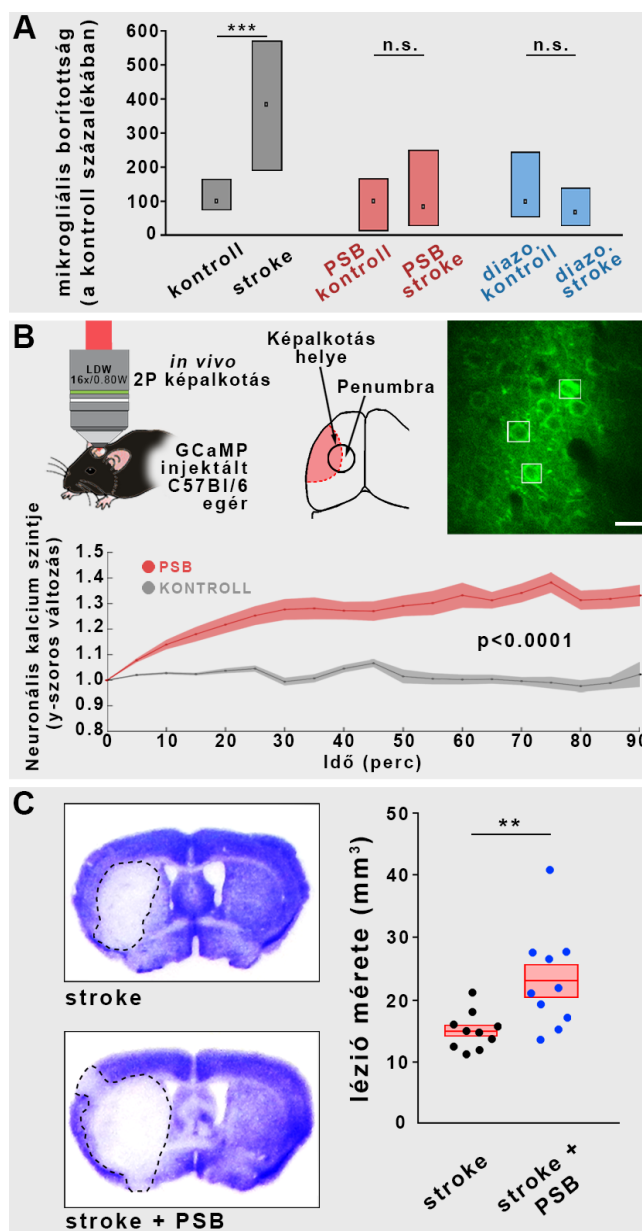 A
mikrogliális borítottság
(a kontroll százalékában)
600
500
400
300
200
100
0
***
n.s.
n.s.
kontroll
stroke
PSB
kontroll
PSB
stroke
diazo.
kontroll
diazo.
stroke
B
LDW
16x/0.80W
in vivo
2P képalkotás
GCaMP
injektált
C57Bl/6
egér
Képalkotás
helye
Penumbra
Neuronális kalcium szintje
(y-szoros változás)
1.5
1.4
1.3
1.2
1.1
1.0
0.9
0.8
PSB
KONTROLL
p<0.0001
0
10
20
30
40
50
60
70
80
90
Idő (perc)
C
stroke
stroke + PSB
lézió mérete (mm³)
50
40
30
20
10
0
**
stroke
stroke +
PSB